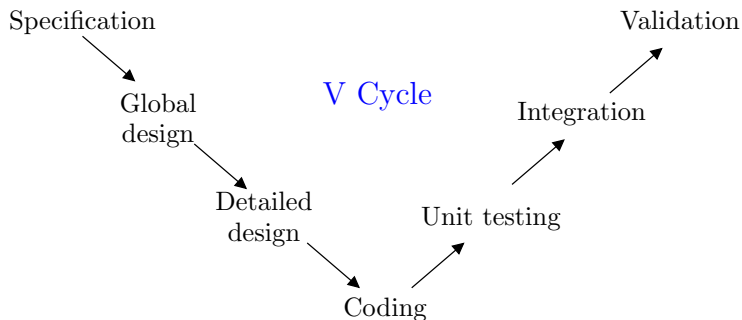 Specification
Validation
V Cycle
Global
design
Integration
Detailed
design
Unit testing
Coding